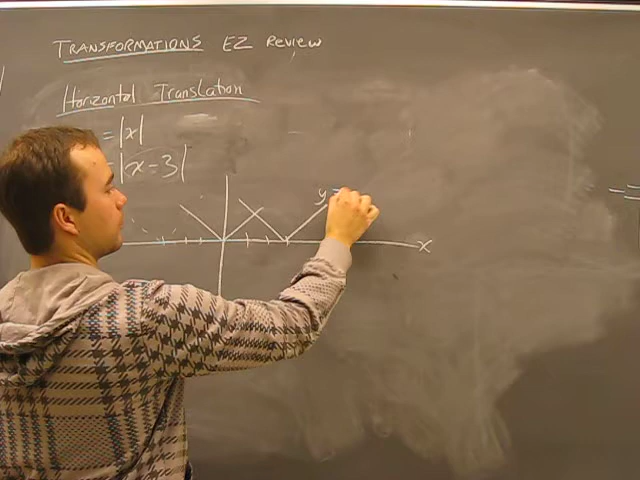 TRANSFORMATIONS EZ Review
Horizontal Translation
= |x|
= |x-3|
y=
x